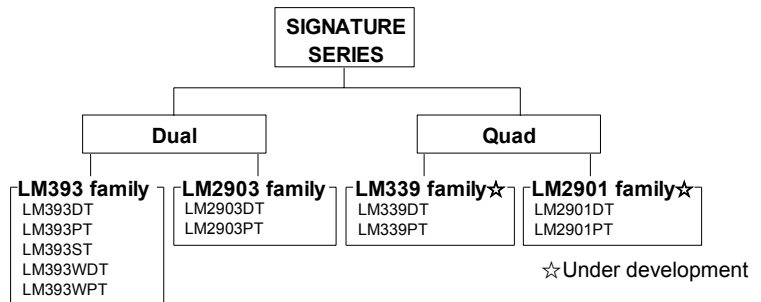 SIGNATURE
SERIES
Dual
Quad
LM393 family
LM393DT
LM393PT
LM393ST
LM393WDT
LM393WPT
LM2903 family
LM2903DT
LM2903PT
LM339 family☆
LM339DT
LM339PT
LM2901 family☆
LM2901DT
LM2901PT
☆Under development